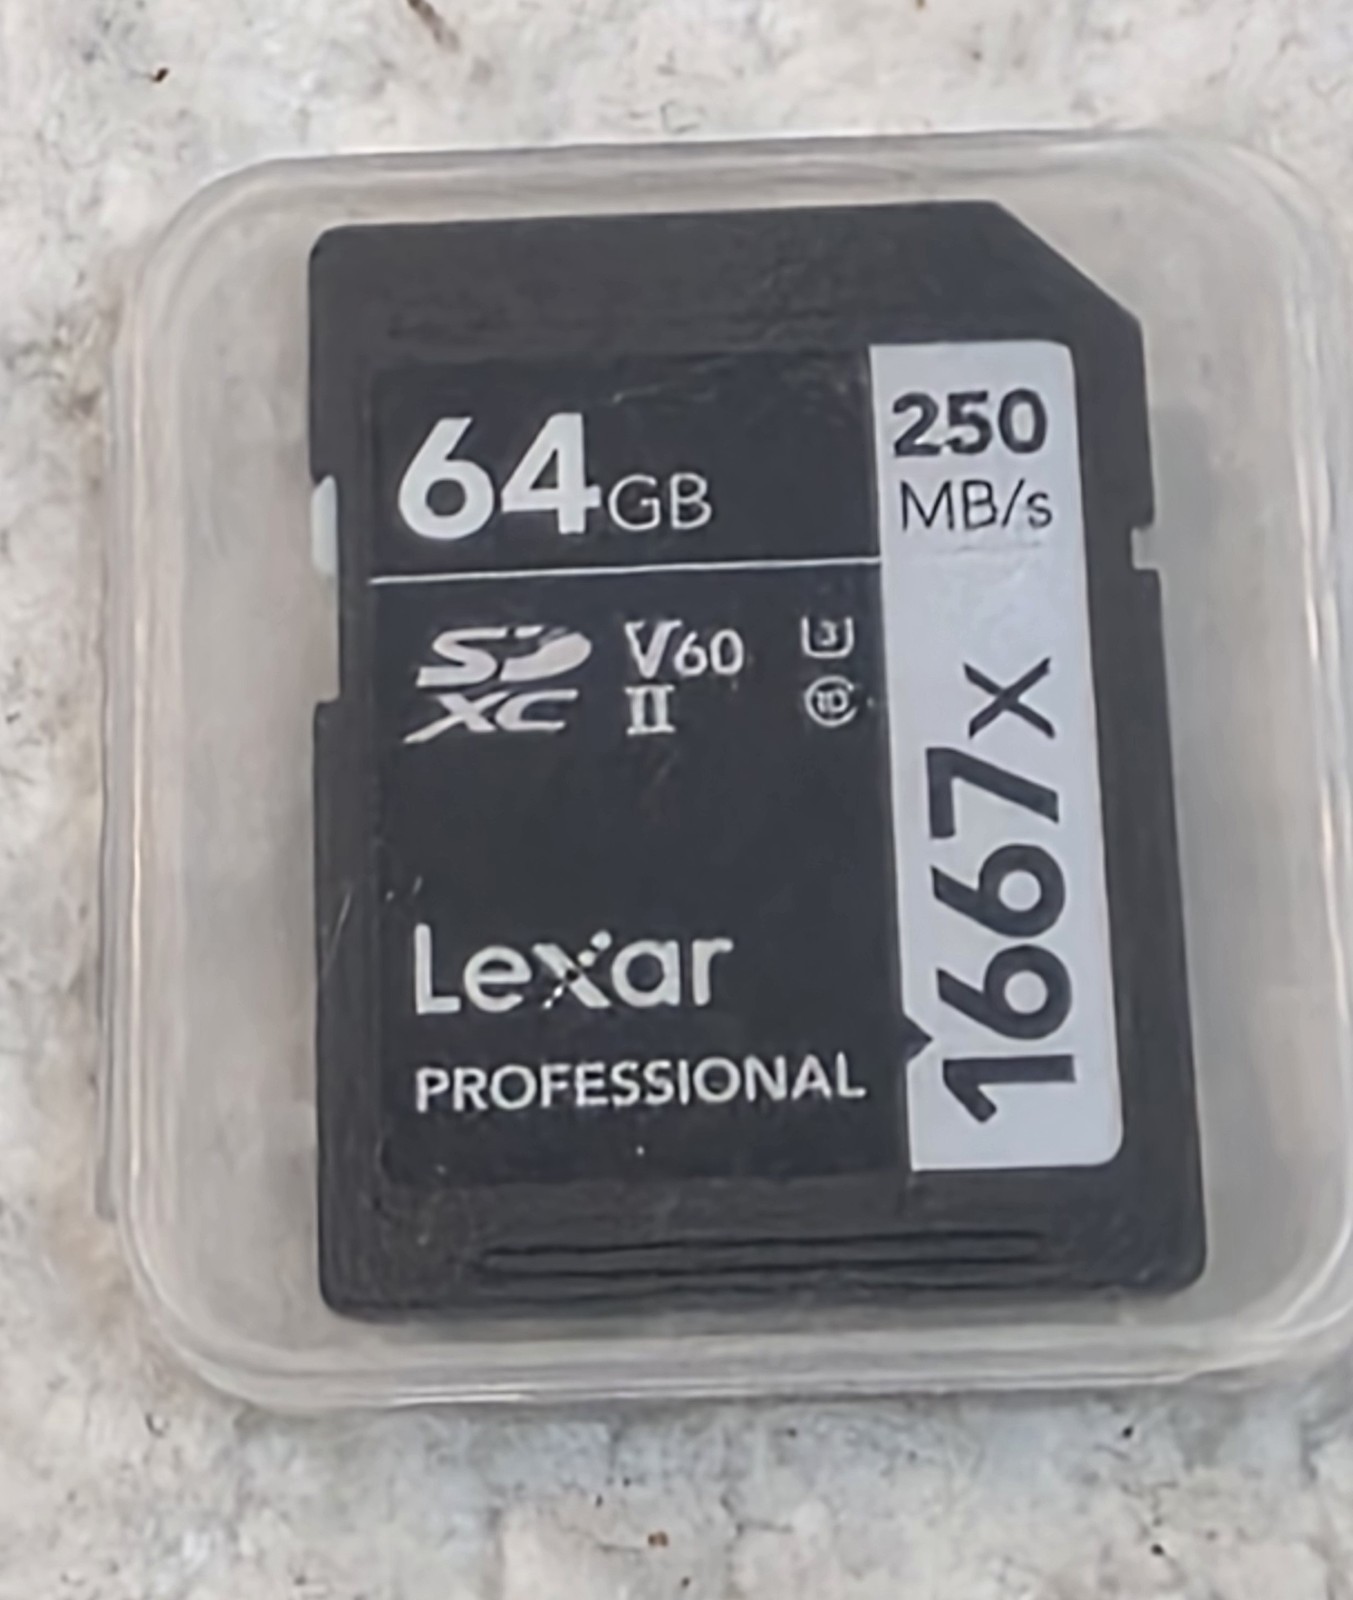 64GB
250
MB/s
SD
XC
V60
II
3
10
1667x
Lexar
PROFESSIONAL